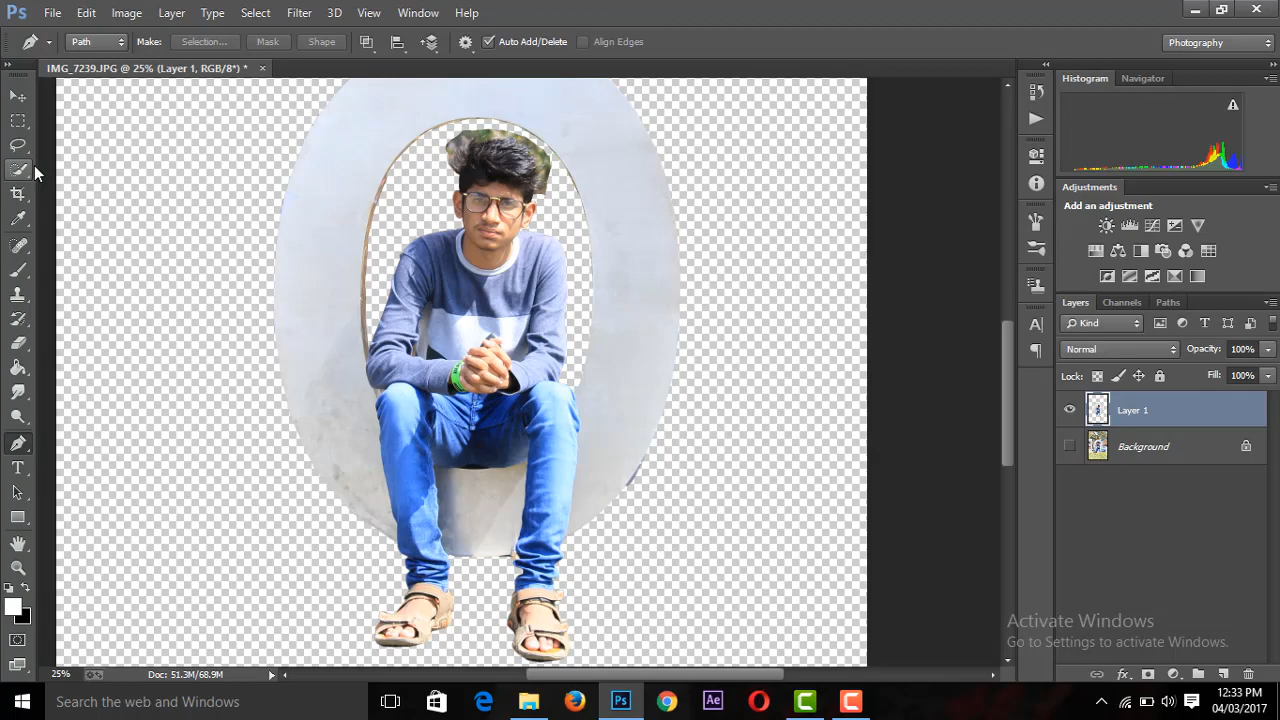 Ps File Edit Image Layer Type Select Filter 3D View Window Help
Path Make: Selection... Mask Shape Auto Add/Delete Align Edges Photography
IMG_7239.JPG @ 25% (Layer 1, RGB/8*) *
Histogram Navigator
Adjustments
Add an adjustment
Layers Channels Paths
Kind
Normal Opacity: 100%
Lock: Fill: 100%
Layer 1
Background
Activate Windows
Go to Settings to activate Windows.
25% Doc: 51.3M/68.9M
Search the web and Windows
Ps
Ae
12:33 PM
04/03/2017